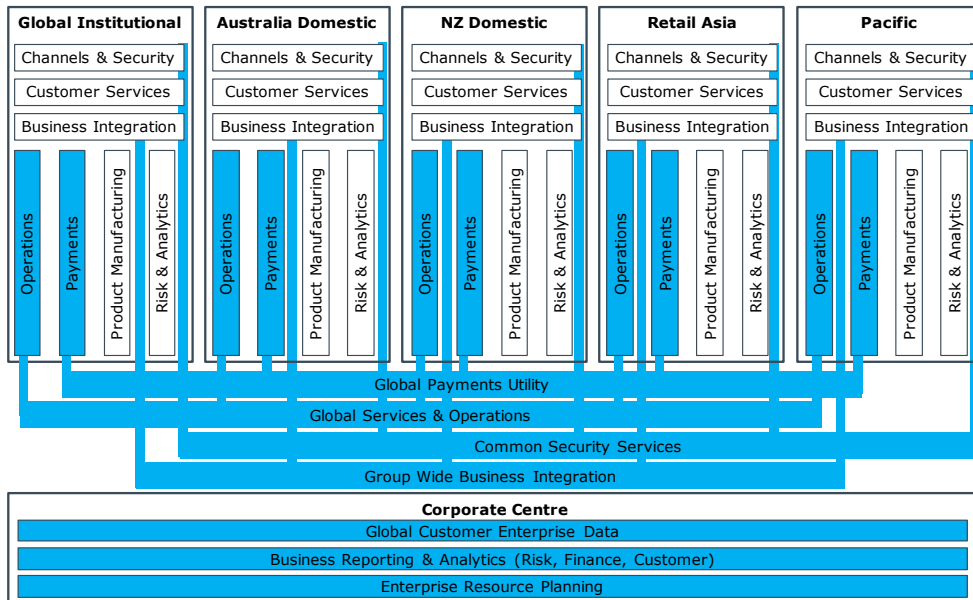 Global Institutional
Channels & Security
Customer Services
Business Integration
Operations
Payments
Product Manufacturing
Risk & Analytics
Australia Domestic
Channels & Security
Customer Services
Business Integration
Operations
Payments
Product Manufacturing
Risk & Analytics
NZ Domestic
Channels & Security
Customer Services
Business Integration
Operations
Payments
Product Manufacturing
Risk & Analytics
Retail Asia
Channels & Security
Customer Services
Business Integration
Operations
Payments
Product Manufacturing
Risk & Analytics
Pacific
Channels & Security
Customer Services
Business Integration
Operations
Payments
Product Manufacturing
Risk & Analytics
Global Payments Utility
Global Services & Operations
Common Security Services
Group Wide Business Integration
Corporate Centre
Global Customer Enterprise Data
Business Reporting & Analytics (Risk, Finance, Customer)
Enterprise Resource Planning